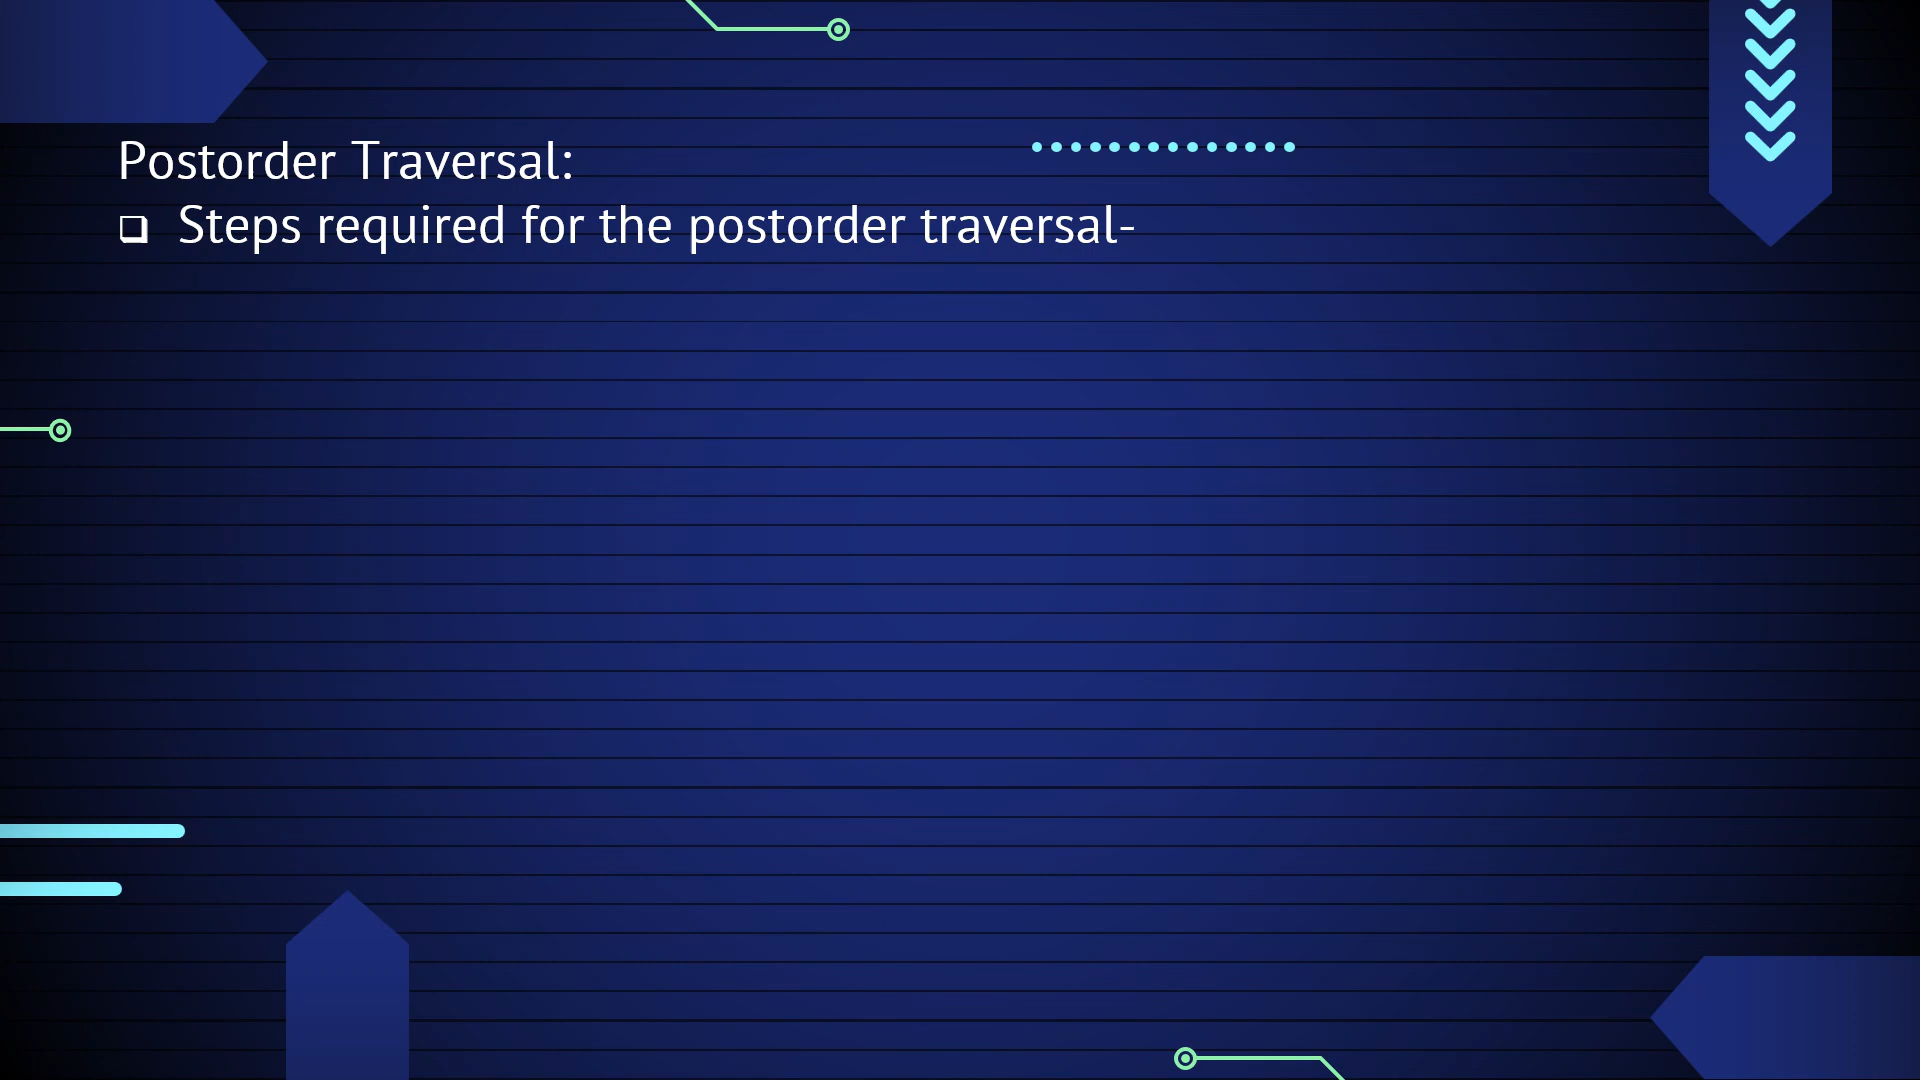 Postorder Traversal:
❑ Steps required for the postorder traversal-